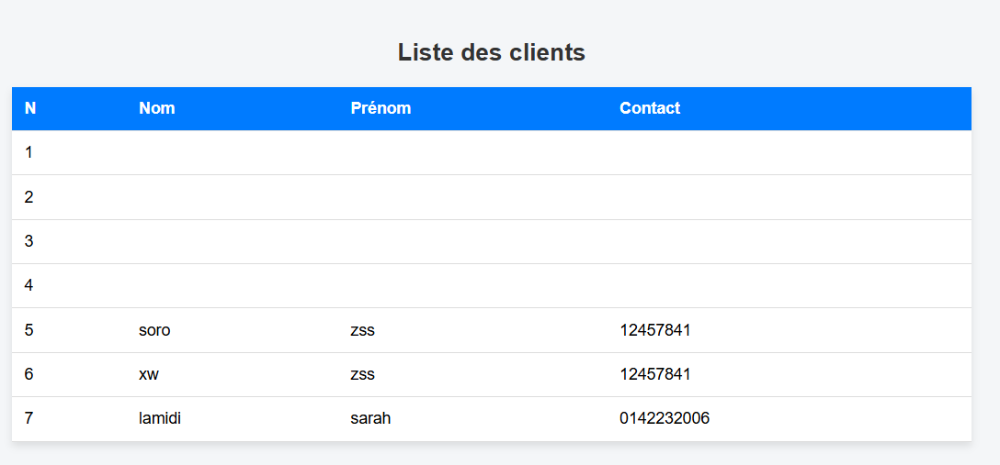 Liste des clients
N Nom Prénom Contact
1
2
3
4
5 soro zss 12457841
6 xw zss 12457841
7 lamidi sarah 0142232006